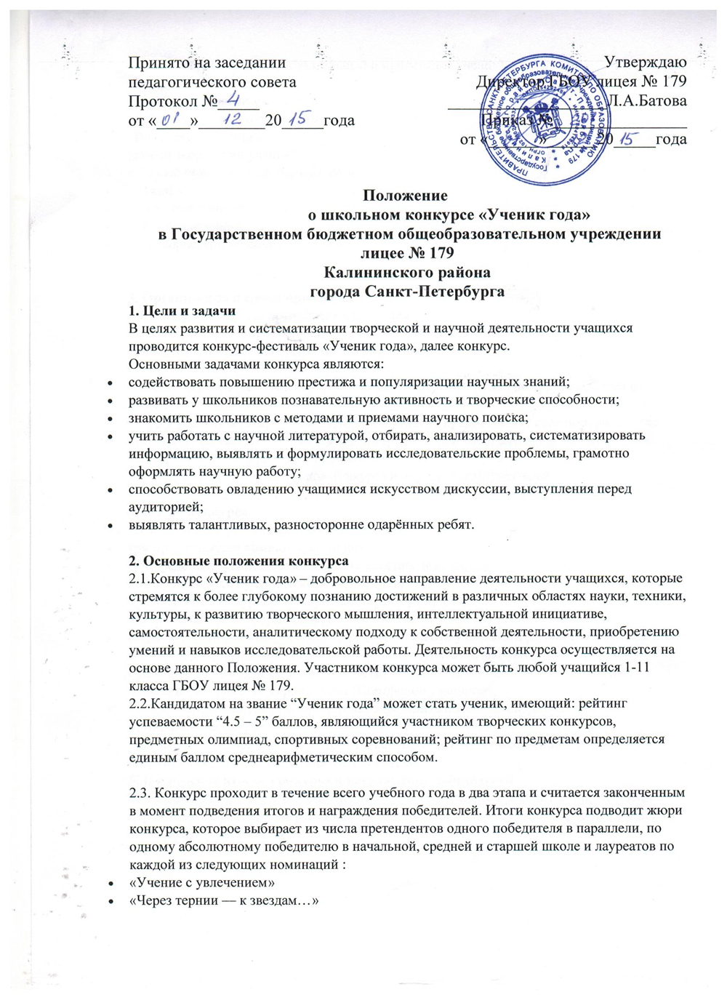 Принято на заседании
педагогического совета
Протокол № 4
от «01» 12 2015 года
Утверждаю
Директор ГБОУ лицея № 179
Л.А.Батова
Приказ №
от « » 2015 года
ПРАВИТЕЛЬСТВО САНКТ-ПЕТЕРБУРГА КОМИТЕТ ПО ОБРАЗОВАНИЮ
Положение
о школьном конкурсе «Ученик года»
в Государственном бюджетном общеобразовательном учреждении
лицее № 179
Калининского района
города Санкт-Петербурга
1. Цели и задачи
В целях развития и систематизации творческой и научной деятельности учащихся
проводится конкурс-фестиваль «Ученик года», далее конкурс.
Основными задачами конкурса являются:
• содействовать повышению престижа и популяризации научных знаний;
• развивать у школьников познавательную активность и творческие способности;
• знакомить школьников с методами и приемами научного поиска;
• учить работать с научной литературой, отбирать, анализировать, систематизировать
информацию, выявлять и формулировать исследовательские проблемы, грамотно
оформлять научную работу;
• способствовать овладению учащимися искусством дискуссии, выступления перед
аудиторией;
• выявлять талантливых, разносторонне одарённых ребят.
2. Основные положения конкурса
2.1.Конкурс «Ученик года» – добровольное направление деятельности учащихся, которые
стремятся к более глубокому познанию достижений в различных областях науки, техники,
культуры, к развитию творческого мышления, интеллектуальной инициативе,
самостоятельности, аналитическому подходу к собственной деятельности, приобретению
умений и навыков исследовательской работы. Деятельность конкурса осуществляется на
основе данного Положения. Участником конкурса может быть любой учащийся 1-11
класса ГБОУ лицея № 179.
2.2.Кандидатом на звание “Ученик года” может стать ученик, имеющий: рейтинг
успеваемости “4.5 – 5” баллов, являющийся участником творческих конкурсов,
предметных олимпиад, спортивных соревнований; рейтинг по предметам определяется
единым баллом среднеарифметическим способом.
2.3. Конкурс проходит в течение всего учебного года в два этапа и считается законченным
в момент подведения итогов и награждения победителей. Итоги конкурса подводит жюри
конкурса, которое выбирает из числа претендентов одного победителя в параллели, по
одному абсолютному победителю в начальной, средней и старшей школе и лауреатов по
каждой из следующих номинаций :
• «Учение с увлечением»
• «Через тернии — к звездам…»